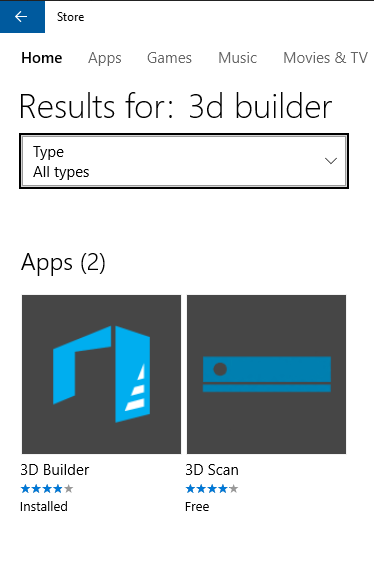 Store
Home Apps Games Music Movies & TV
Results for: 3d builder
Type
All types
Apps (2)
3D Builder 3D Scan
Installed Free